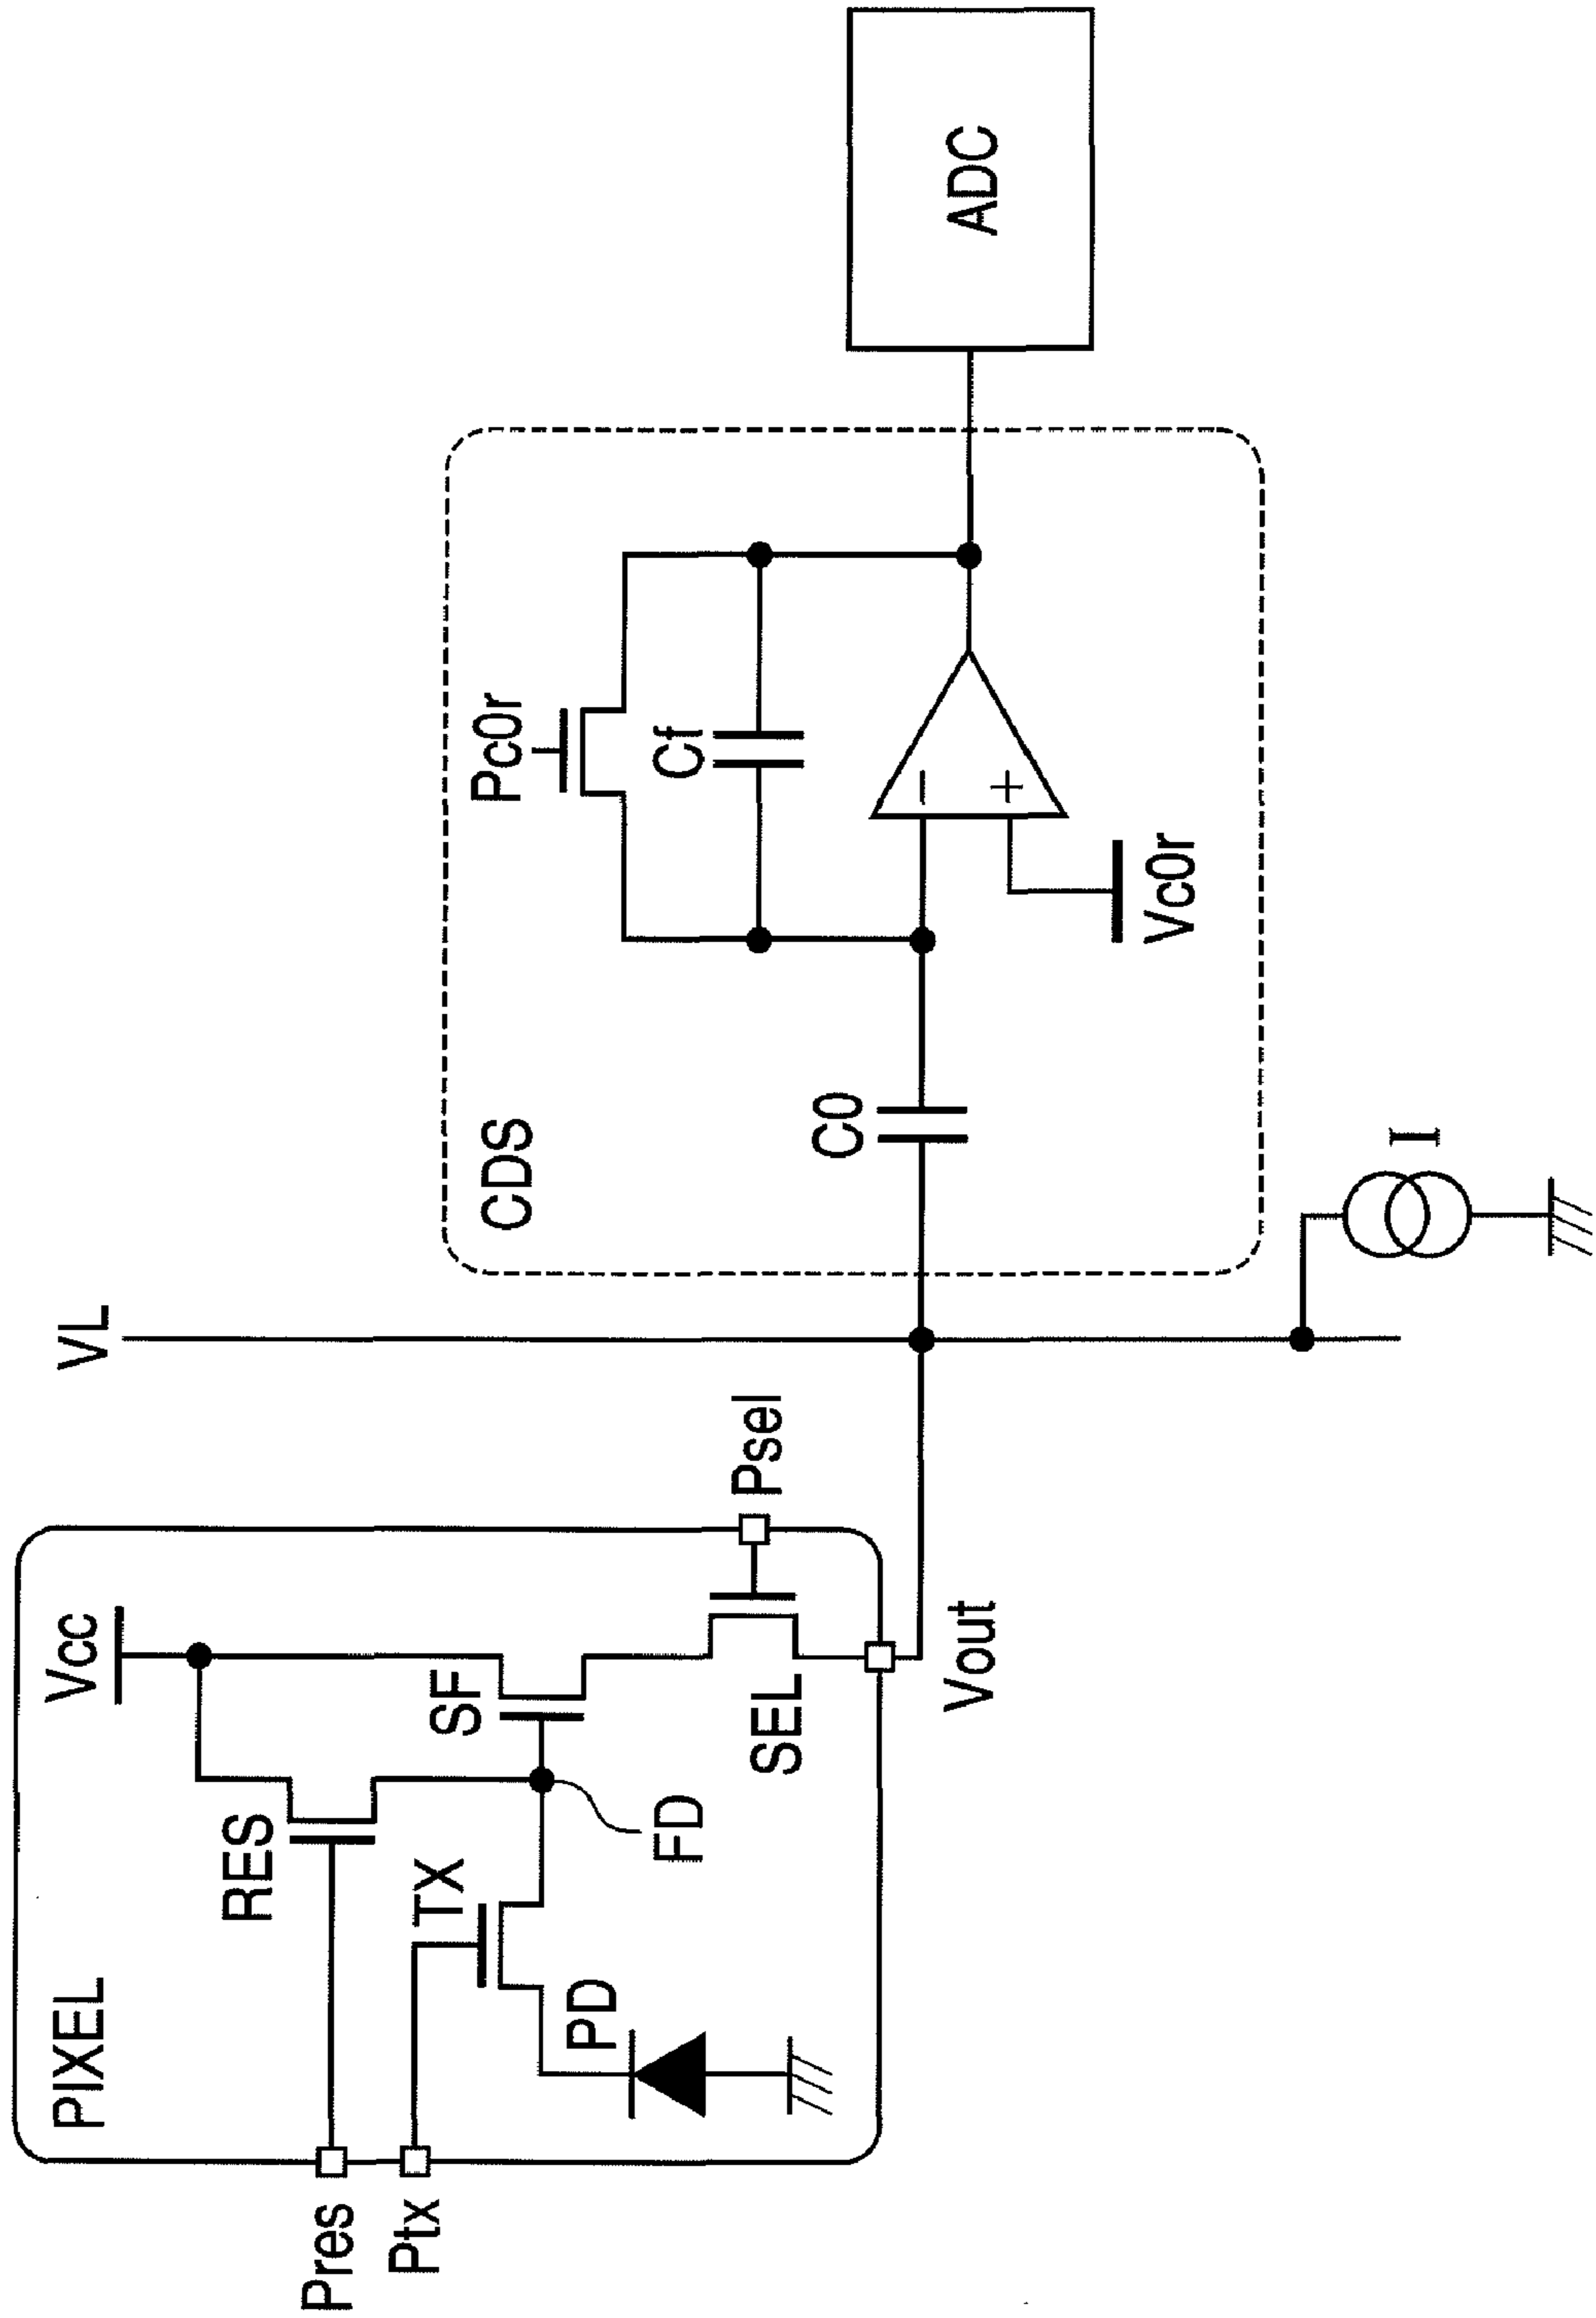 PIXEL
Vcc
VL
RES
SF
TX
FD
PD
SEL
Psel
Pres
Ptx
Vout
CDS
C0
Pc0r
Cf
−
+
Vc0r
I
ADC